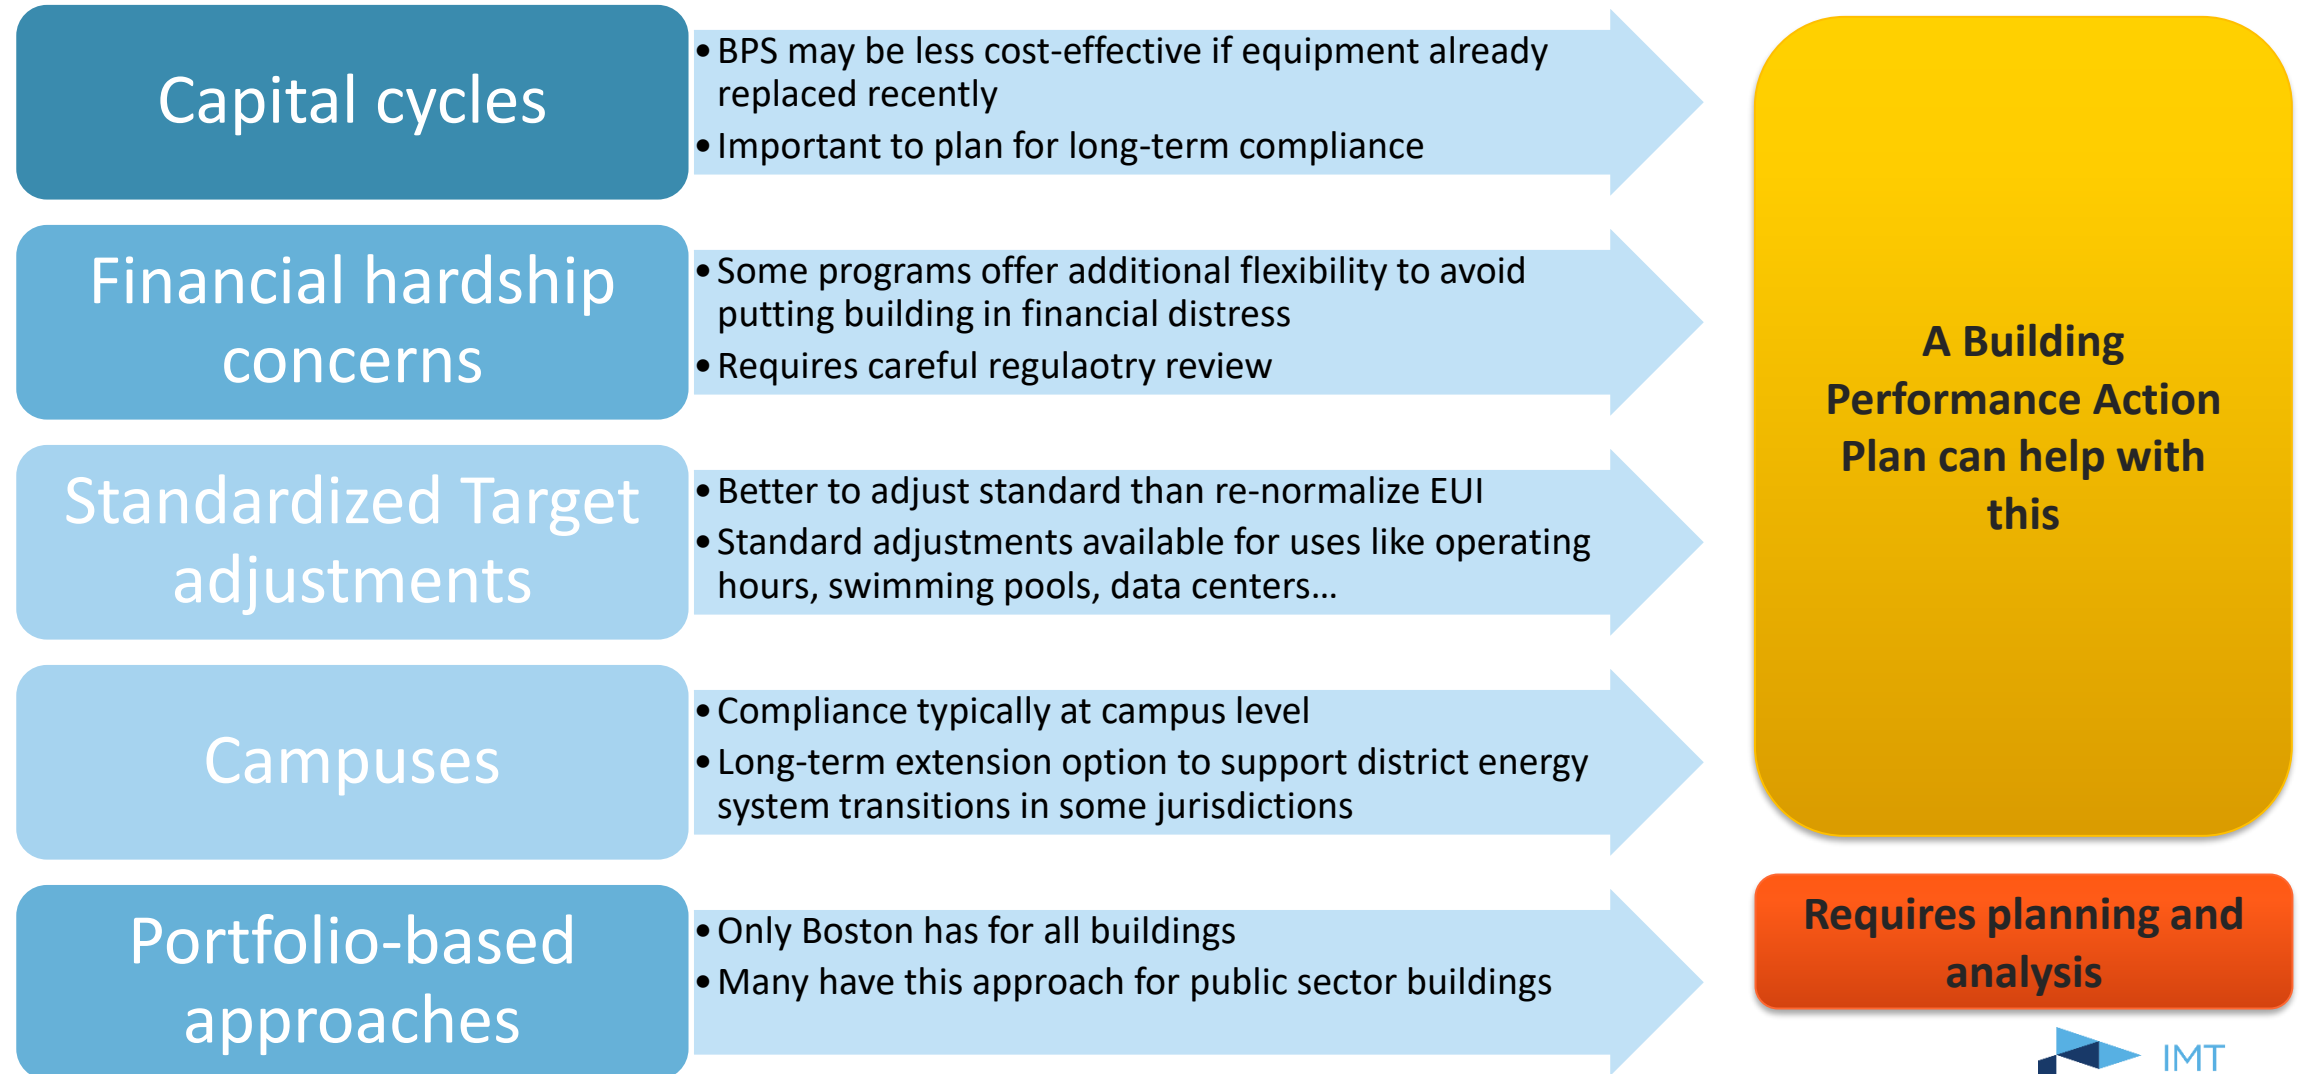 Capital cycles
• BPS may be less cost-effective if equipment already
replaced recently
• Important to plan for long-term compliance
Financial hardship
concerns
• Some programs offer additional flexibility to avoid
putting building in financial distress
• Requires careful regulaotry review
Standardized Target
adjustments
• Better to adjust standard than re-normalize EUI
• Standard adjustments available for uses like operating
hours, swimming pools, data centers…
Campuses
• Compliance typically at campus level
• Long-term extension option to support district energy
system transitions in some jurisdictions
Portfolio-based
approaches
• Only Boston has for all buildings
• Many have this approach for public sector buildings
A Building
Performance Action
Plan can help with
this
Requires planning and
analysis
IMT